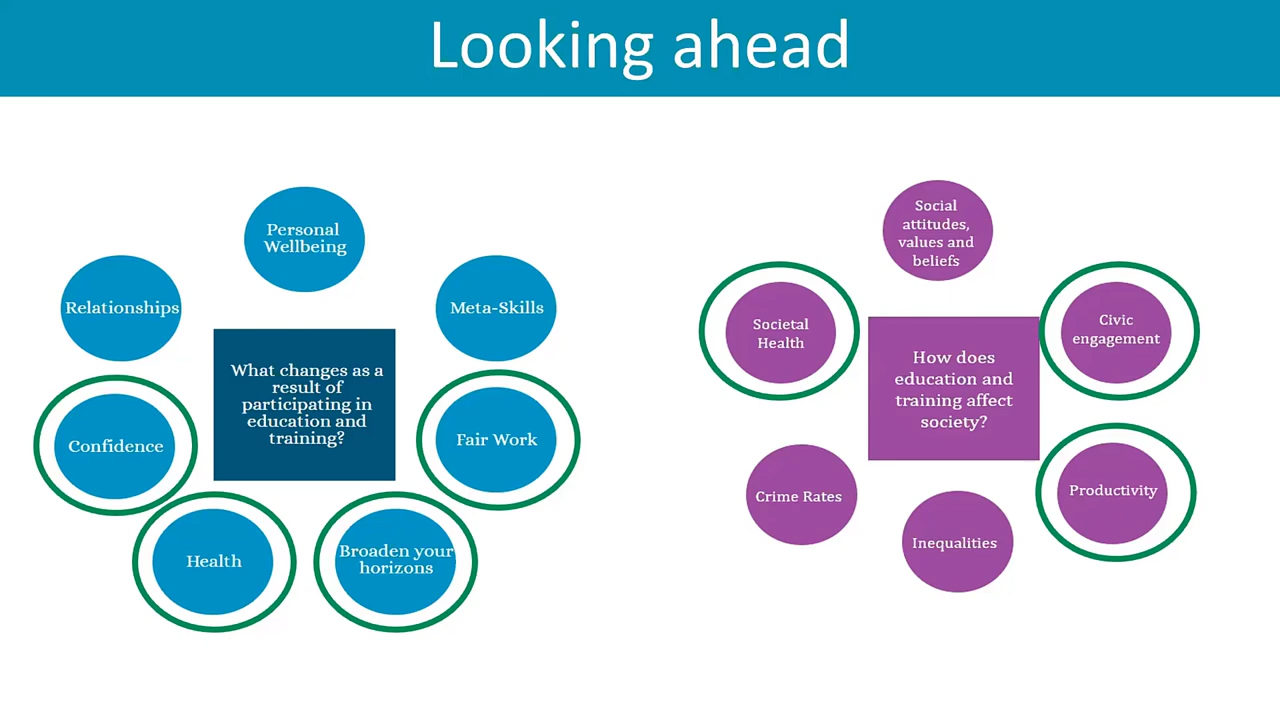 Looking ahead
Personal
Wellbeing
Relationships
Meta-Skills
What changes as a
result of
participating in
education and
training?
Confidence
Fair Work
Health
Broaden your
horizons
Social
attitudes,
values and
beliefs
Societal
Health
Civic
engagement
How does
education and
training affect
society?
Crime Rates
Productivity
Inequalities